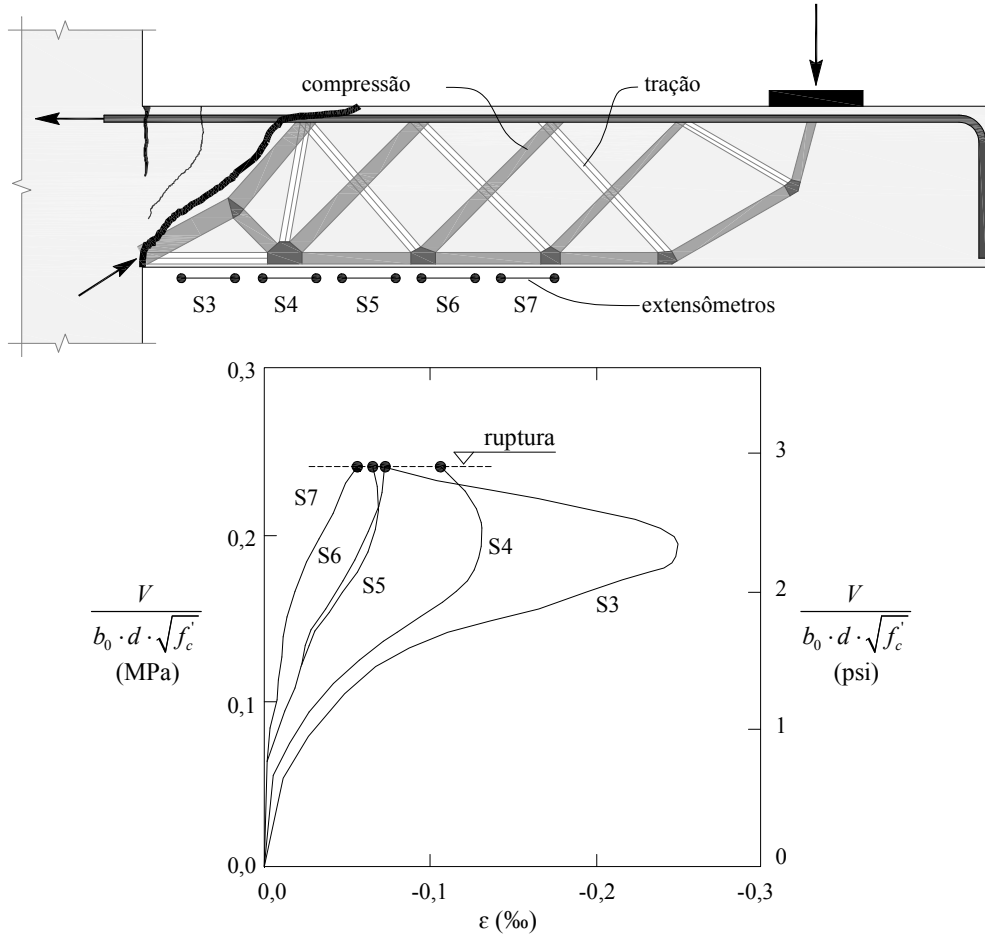 compressão
tração
S3
S4
S5
S6
S7
extensômetros
0,3
0,2
0,1
0,0
V
b₀ · d · √f꜀'
(MPa)
ruptura
S7
S6
S5
S4
S3
3
2
1
0
V
b₀ · d · √f꜀'
(psi)
0,0
-0,1
-0,2
-0,3
ε (‰)